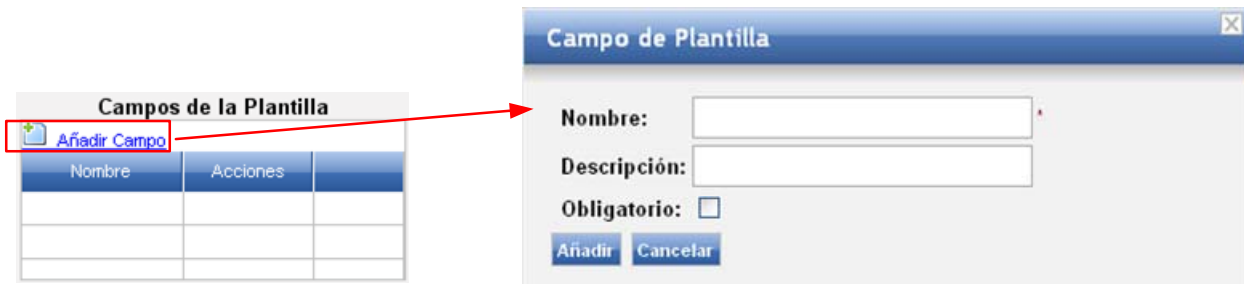 Campos de la Plantilla
Añadir Campo
Nombre Acciones
Campo de Plantilla
Nombre: *
Descripción:
Obligatorio:
Añadir Cancelar